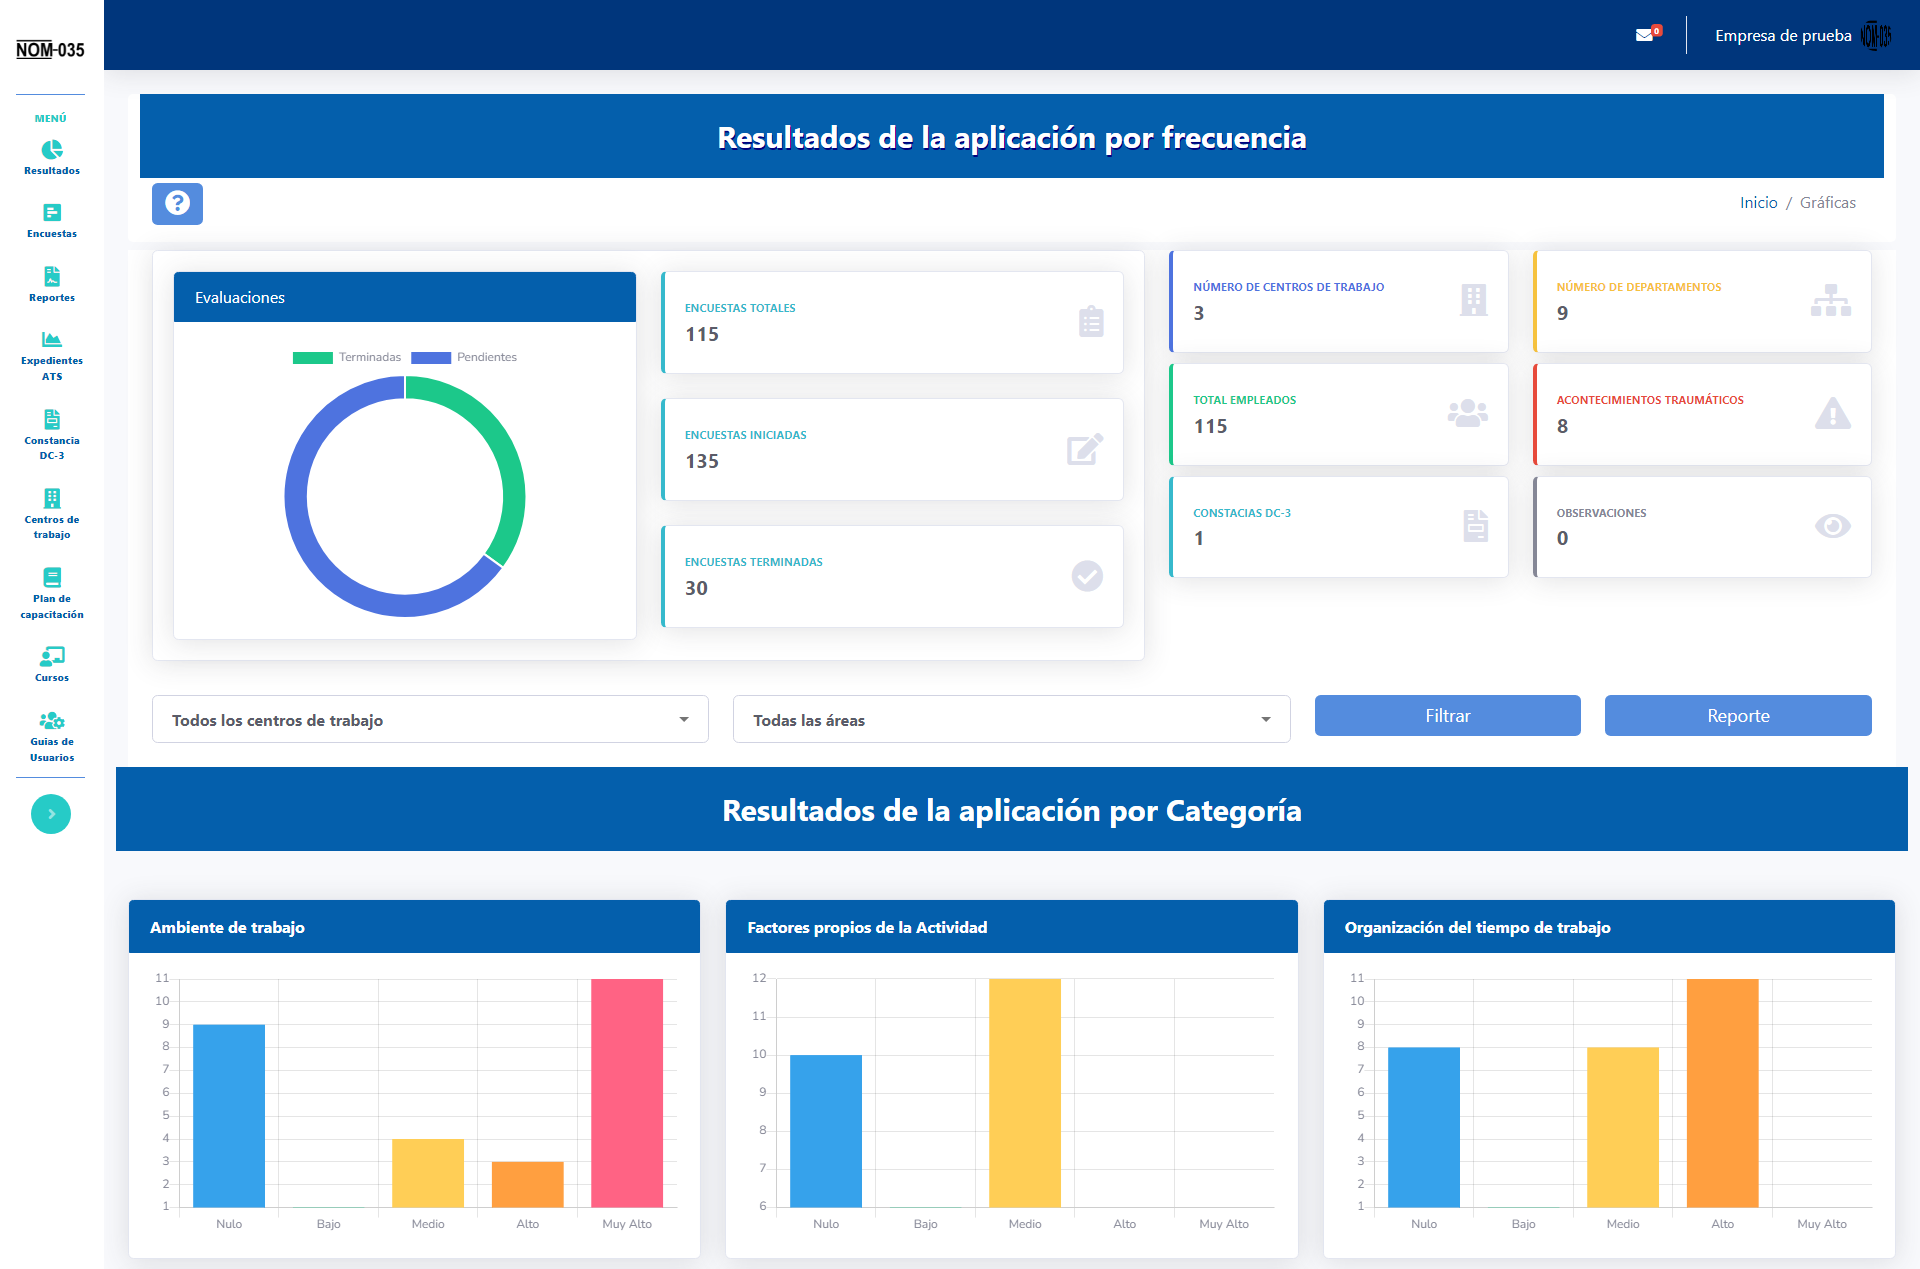 NOM-035
0
Empresa de prueba
NOM-035
MENÚ
Resultados
Encuestas
Reportes
Expedientes
ATS
Constancia
DC-3
Centros de
trabajo
Plan de
capacitación
Cursos
Guias de
Usuarios
Resultados de la aplicación por frecuencia
?
Inicio / Gráficas
Evaluaciones
Terminadas
Pendientes
ENCUESTAS TOTALES
115
ENCUESTAS INICIADAS
135
ENCUESTAS TERMINADAS
30
NÚMERO DE CENTROS DE TRABAJO
3
NÚMERO DE DEPARTAMENTOS
9
TOTAL EMPLEADOS
115
ACONTECIMIENTOS TRAUMÁTICOS
8
CONSTACIAS DC-3
1
OBSERVACIONES
0
Todos los centros de trabajo
Todas las áreas
Filtrar
Reporte
Resultados de la aplicación por Categoría
Ambiente de trabajo
11
10
9
8
7
6
5
4
3
2
1
Nulo
Bajo
Medio
Alto
Muy Alto
Factores propios de la Actividad
12
11
10
9
8
7
6
Nulo
Bajo
Medio
Alto
Muy Alto
Organización del tiempo de trabajo
11
10
9
8
7
6
5
4
3
2
1
Nulo
Bajo
Medio
Alto
Muy Alto